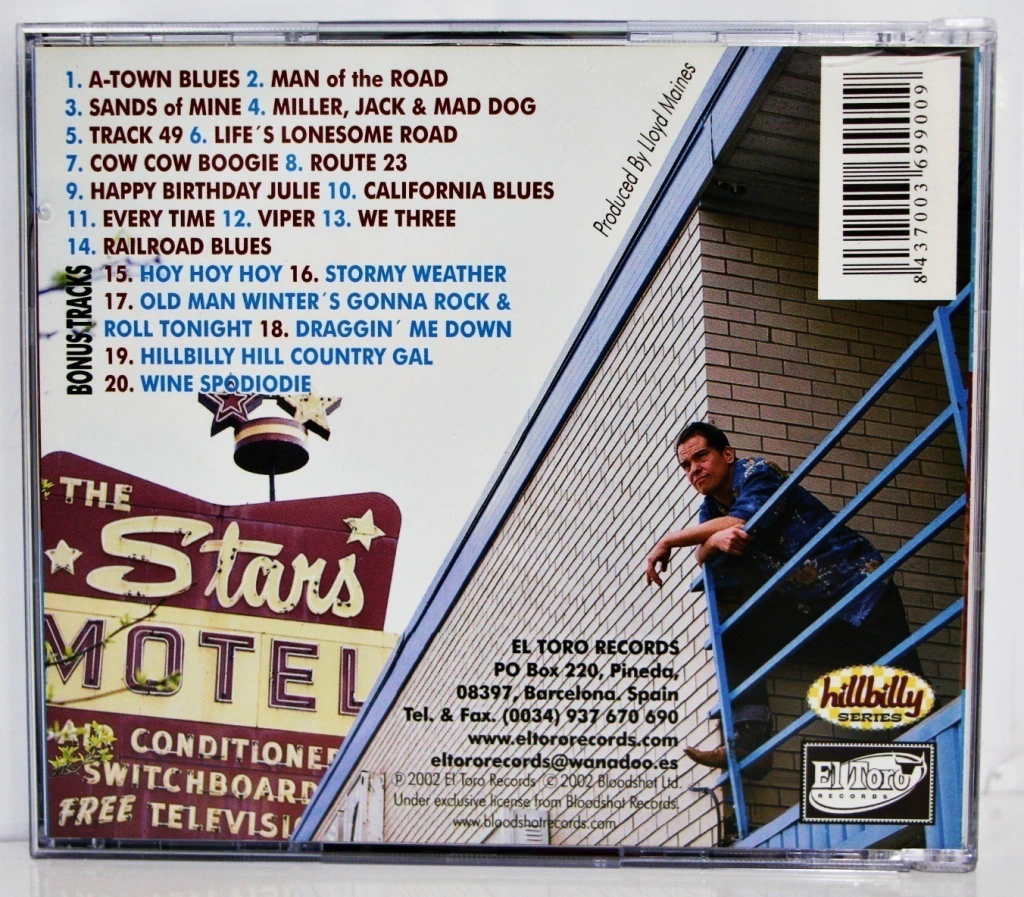 1. A-TOWN BLUES 2. MAN of the ROAD
3. SANDS of MINE 4. MILLER, JACK & MAD DOG
5. TRACK 49 6. LIFE´S LONESOME ROAD
7. COW COW BOOGIE 8. ROUTE 23
9. HAPPY BIRTHDAY JULIE 10. CALIFORNIA BLUES
11. EVERY TIME 12. VIPER 13. WE THREE
14. RAILROAD BLUES
BONUS TRACKS
15. HOY HOY HOY 16. STORMY WEATHER
17. OLD MAN WINTER´S GONNA ROCK &
ROLL TONIGHT 18. DRAGGIN´ ME DOWN
19. HILLBILLY HILL COUNTRY GAL
20. WINE SPODIODIE
Produced By Lloyd Maines
8437003699009
THE
Stars
MOTEL
CONDITIONE
SWITCHBOARD
FREE TELEVISI
EL TORO RECORDS
PO Box 220, Pineda,
08397, Barcelona. Spain
Tel. & Fax. (0034) 937 670 690
www.eltororecords.com
eltororecords@wanadoo.es
℗ 2002 El Toro Records © 2002 Bloodshot Ltd.
Under exclusive license from Bloodshot Records.
www.bloodshotrecords.com
hillbilly
SERIES
El Toro
RECORDS